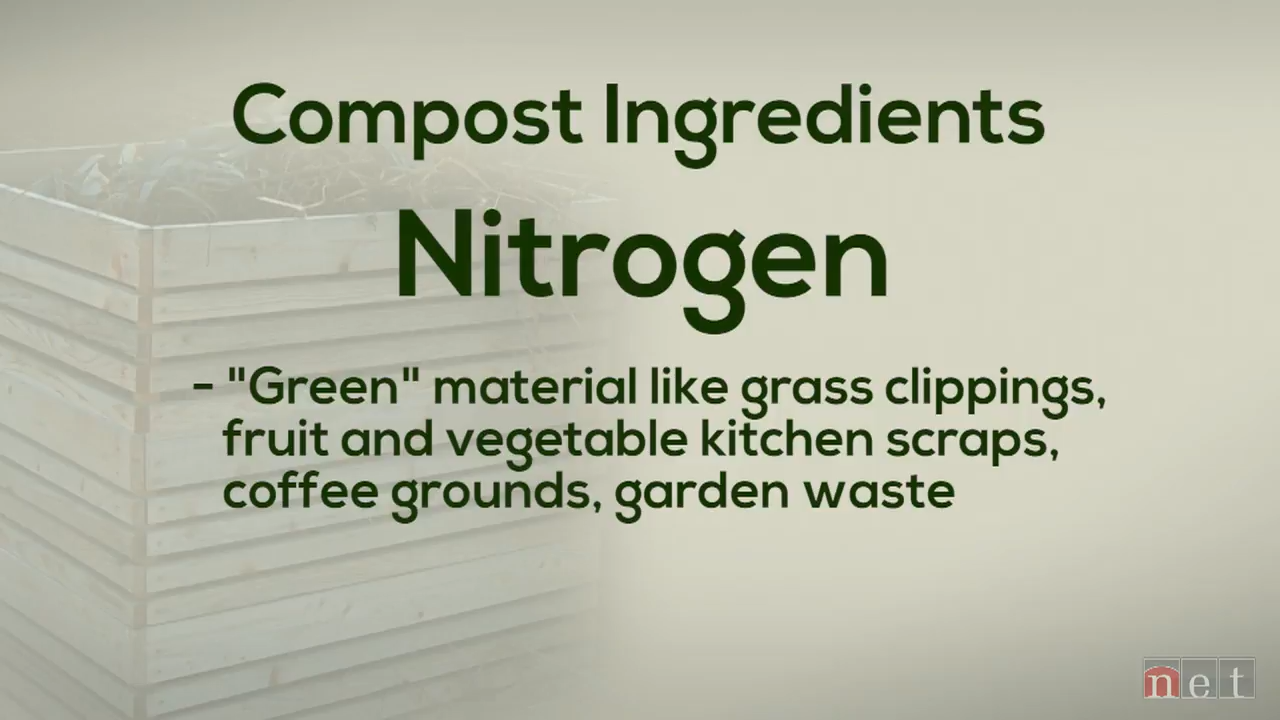 Compost Ingredients
Nitrogen
- "Green" material like grass clippings,
fruit and vegetable kitchen scraps,
coffee grounds, garden waste
net